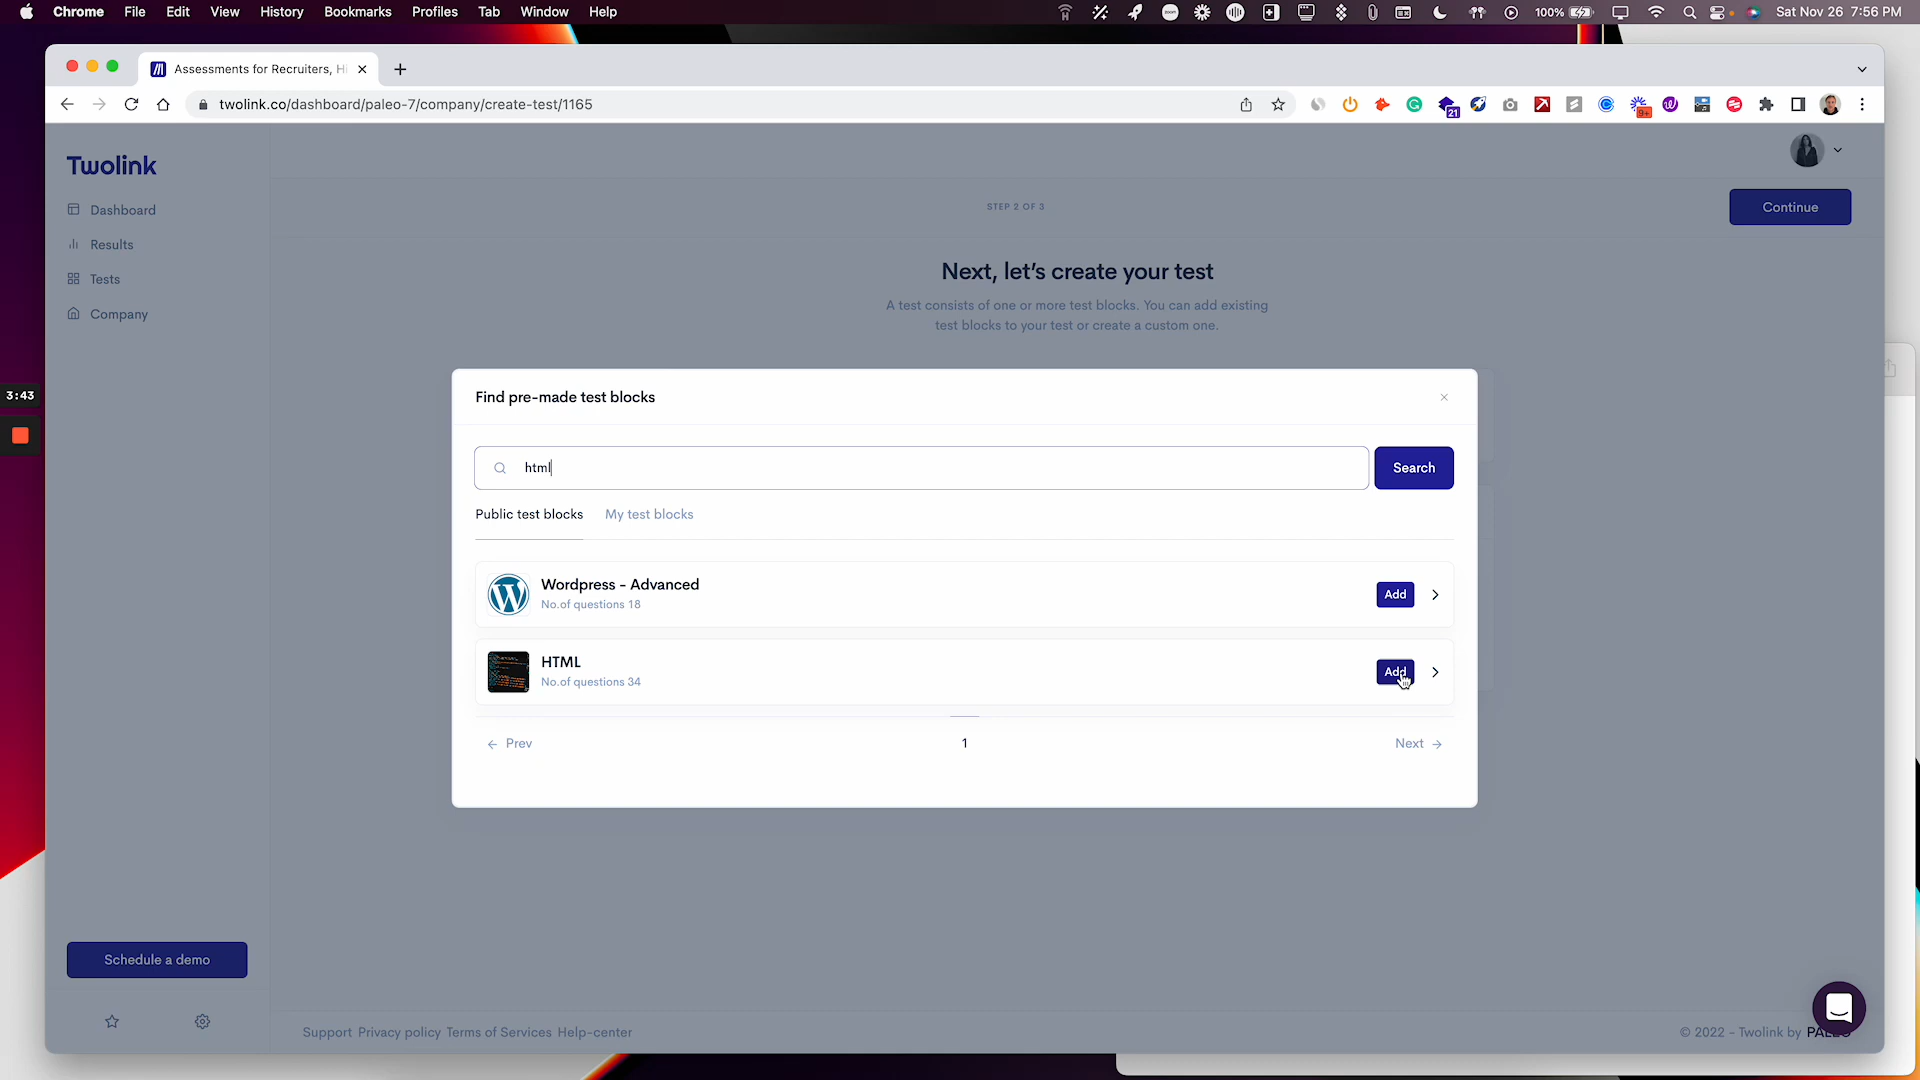 Chrome File Edit View History Bookmarks Profiles Tab Window Help
100% Sat Nov 26 7:56 PM
Assessments for Recruiters, Hi
twolink.co/dashboard/paleo-7/company/create-test/1165
21
9+
Twolink
Dashboard
Results
Tests
Company
STEP 2 OF 3
Continue
Next, let's create your test
A test consists of one or more test blocks. You can add existing
test blocks to your test or create a custom one.
3:43
Find pre-made test blocks
html
Search
Public test blocks My test blocks
Wordpress - Advanced
No.of questions 18
Add
HTML
No.of questions 34
Add
Prev
1
Next
Schedule a demo
Support Privacy policy Terms of Services Help-center
© 2022 - Twolink by PALEO